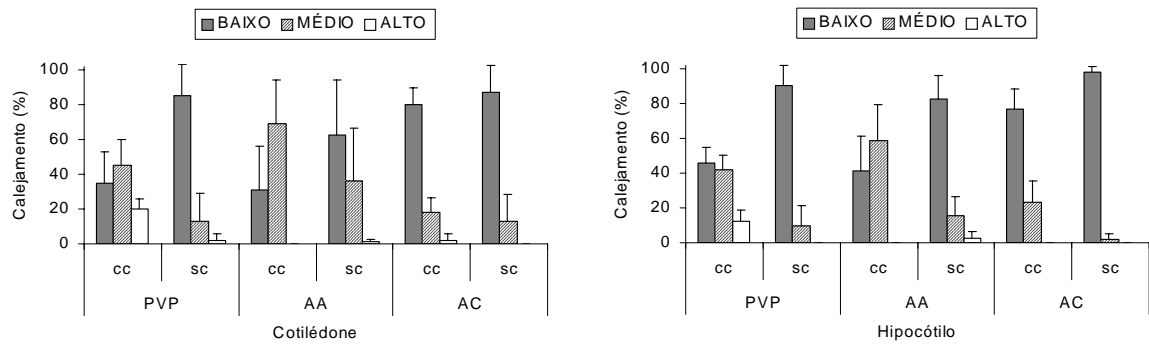 BAIXO MÉDIO ALTO
Calejamento (%)
100
80
60
40
20
0
cc sc cc sc cc sc
PVP AA AC
Cotilédone
BAIXO MÉDIO ALTO
Calejamento (%)
100
80
60
40
20
0
cc sc cc sc cc sc
PVP AA AC
Hipocótilo